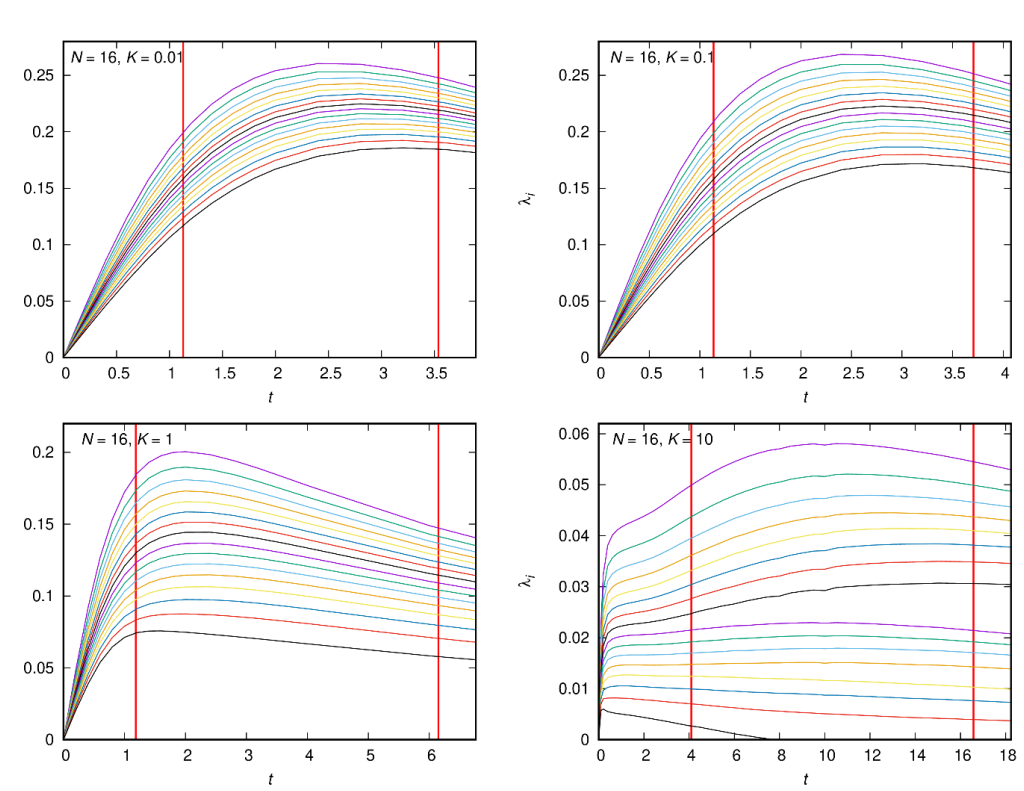 N = 16, K = 0.01
0.25
0.2
0.15
0.1
0.05
0
0 0.5 1 1.5 2 2.5 3 3.5
t
N = 16, K = 0.1
0.25
0.2
0.15
0.1
0.05
0
λi
0 0.5 1 1.5 2 2.5 3 3.5 4
t
N = 16, K = 1
0.2
0.15
0.1
0.05
0
0 1 2 3 4 5 6
t
N = 16, K = 10
0.06
0.05
0.04
0.03
0.02
0.01
0
λi
0 2 4 6 8 10 12 14 16 18
t